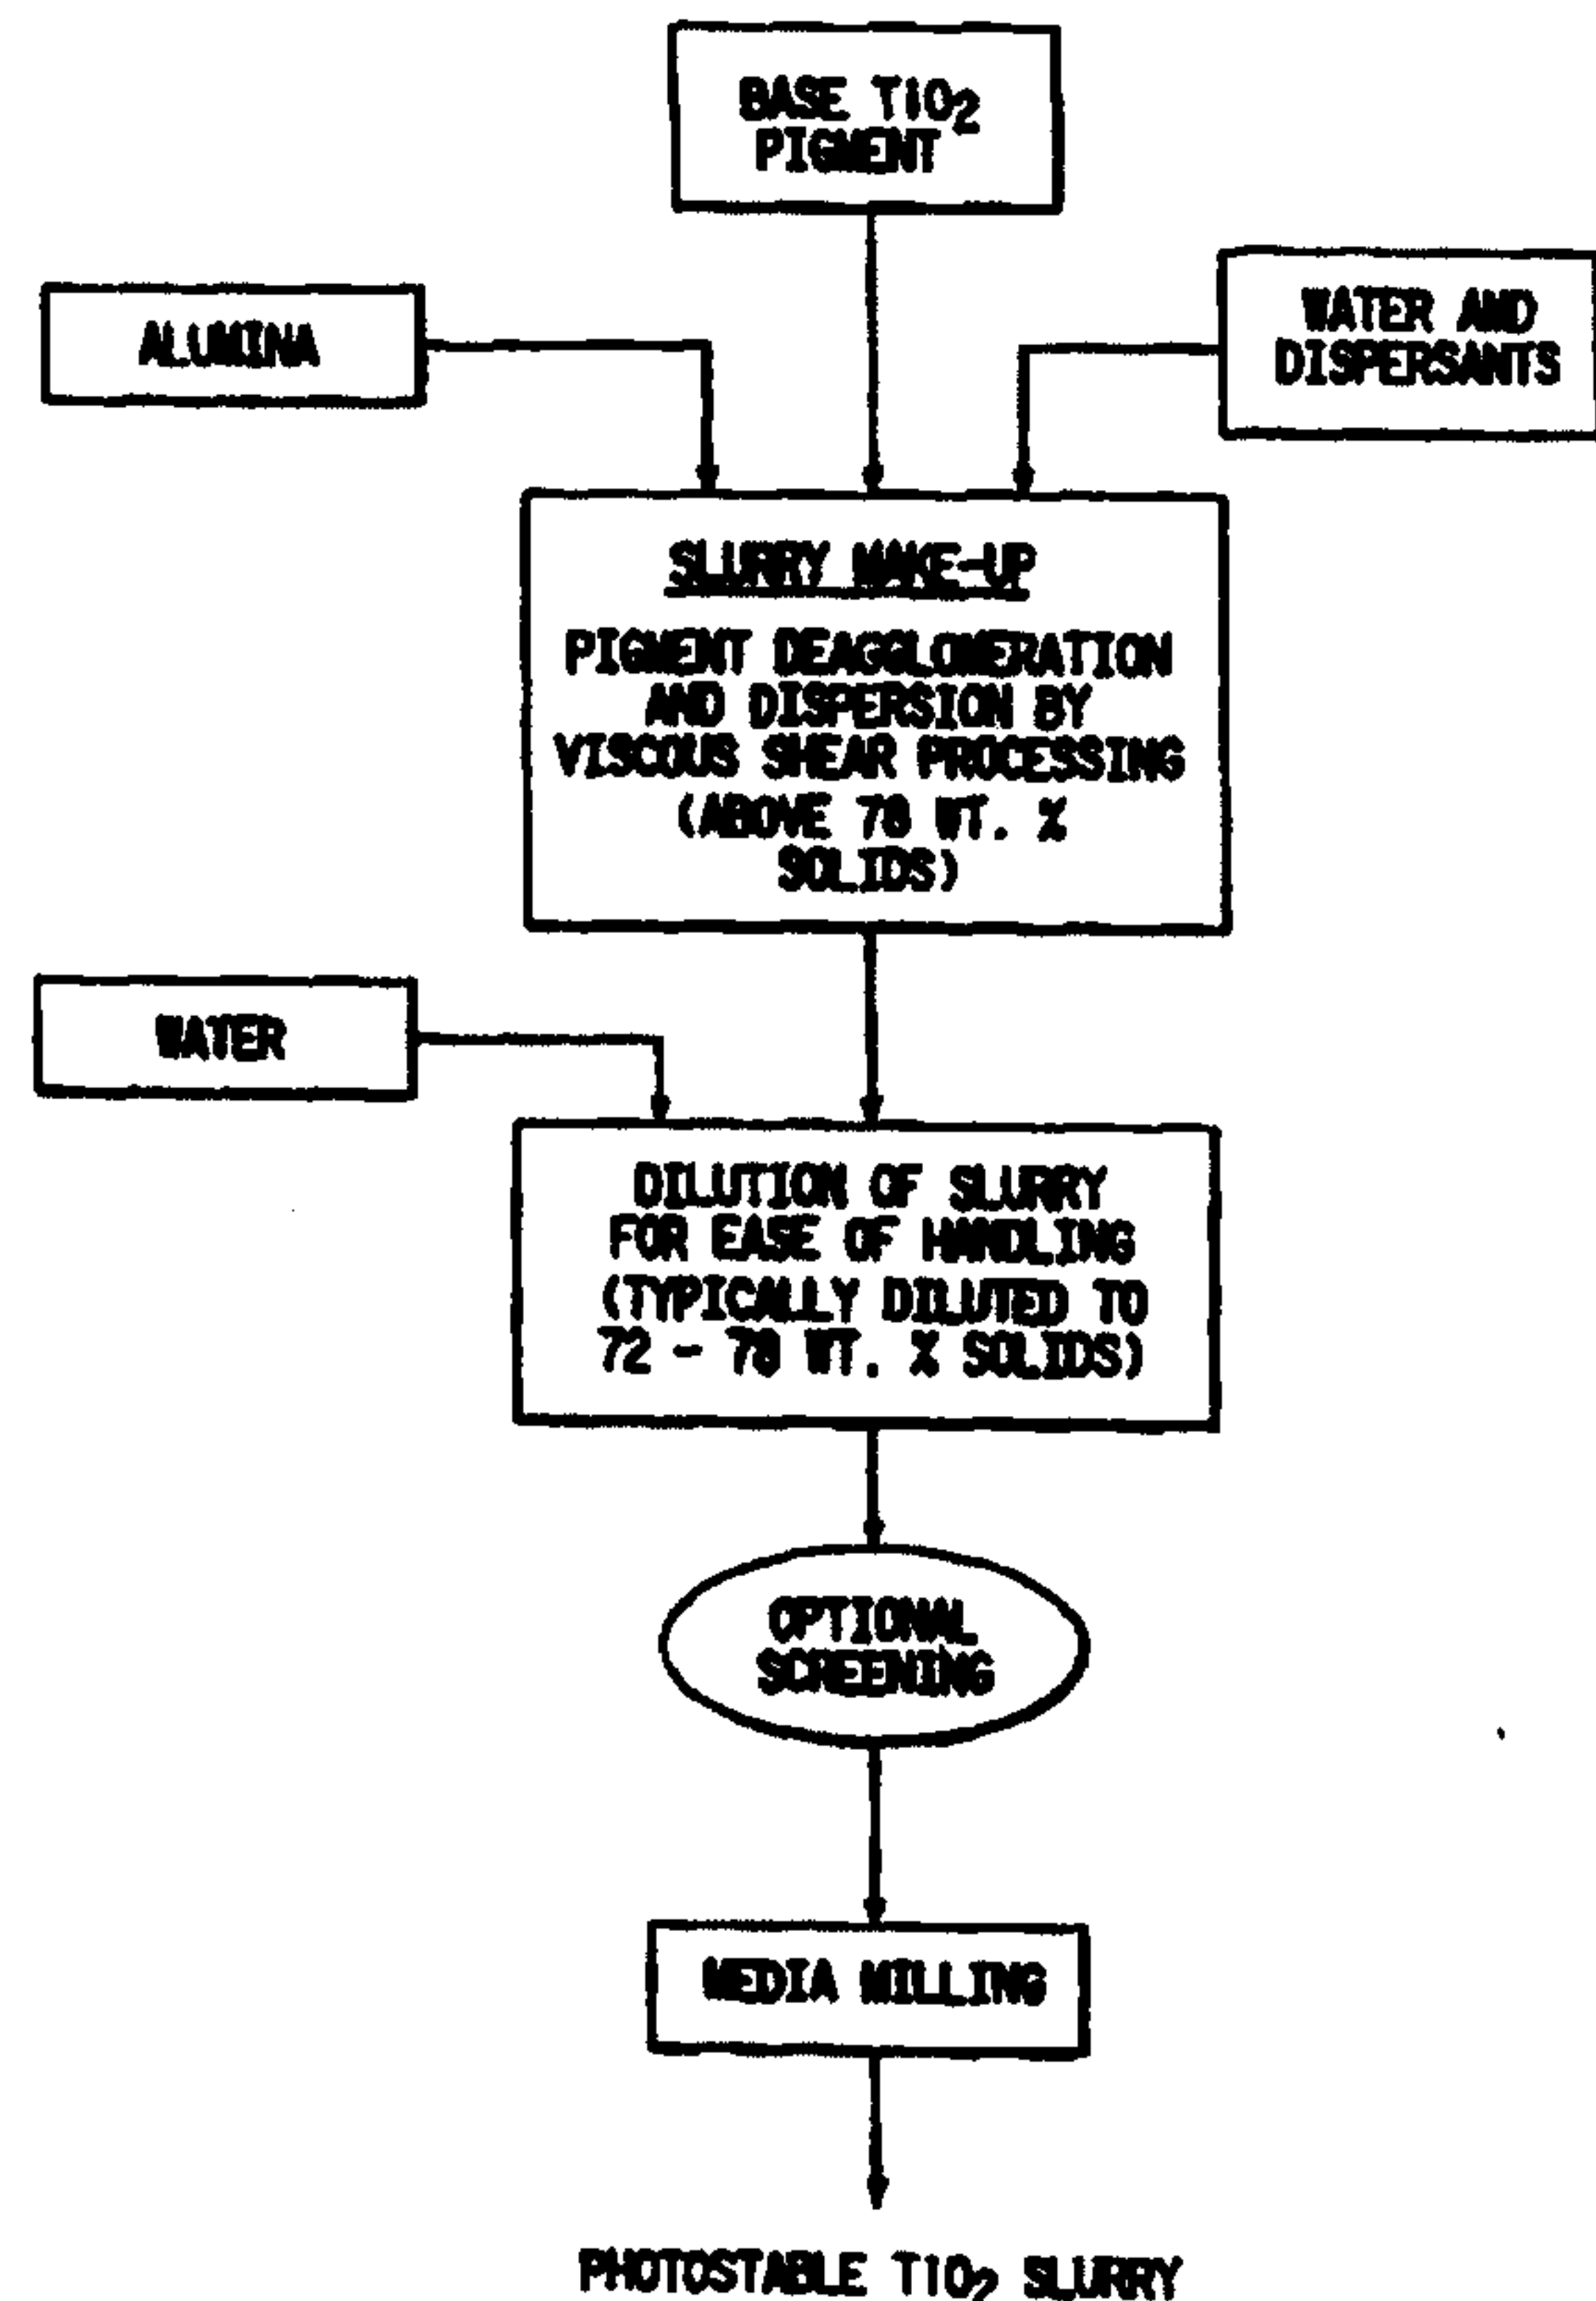 BASE TIO₂
PIGMENT
ALUMINA
WATER AND
DISPERSANTS
SLURRY MAKE-UP
PIGMENT DEAGGLOMERATION
AND DISPERSION BY
VISCOUS SHEAR PROCESSING
(ABOVE 78 WT. %
SOLIDS)
WATER
DILUTION OF SLURRY
FOR EASE OF HANDLING
(TYPICALLY DILUTED TO
72 - 78 WT. % SOLIDS)
OPTIONAL
SCREENING
MEDIA MILLING
PHOTOSTABLE TIO₂ SLURRY